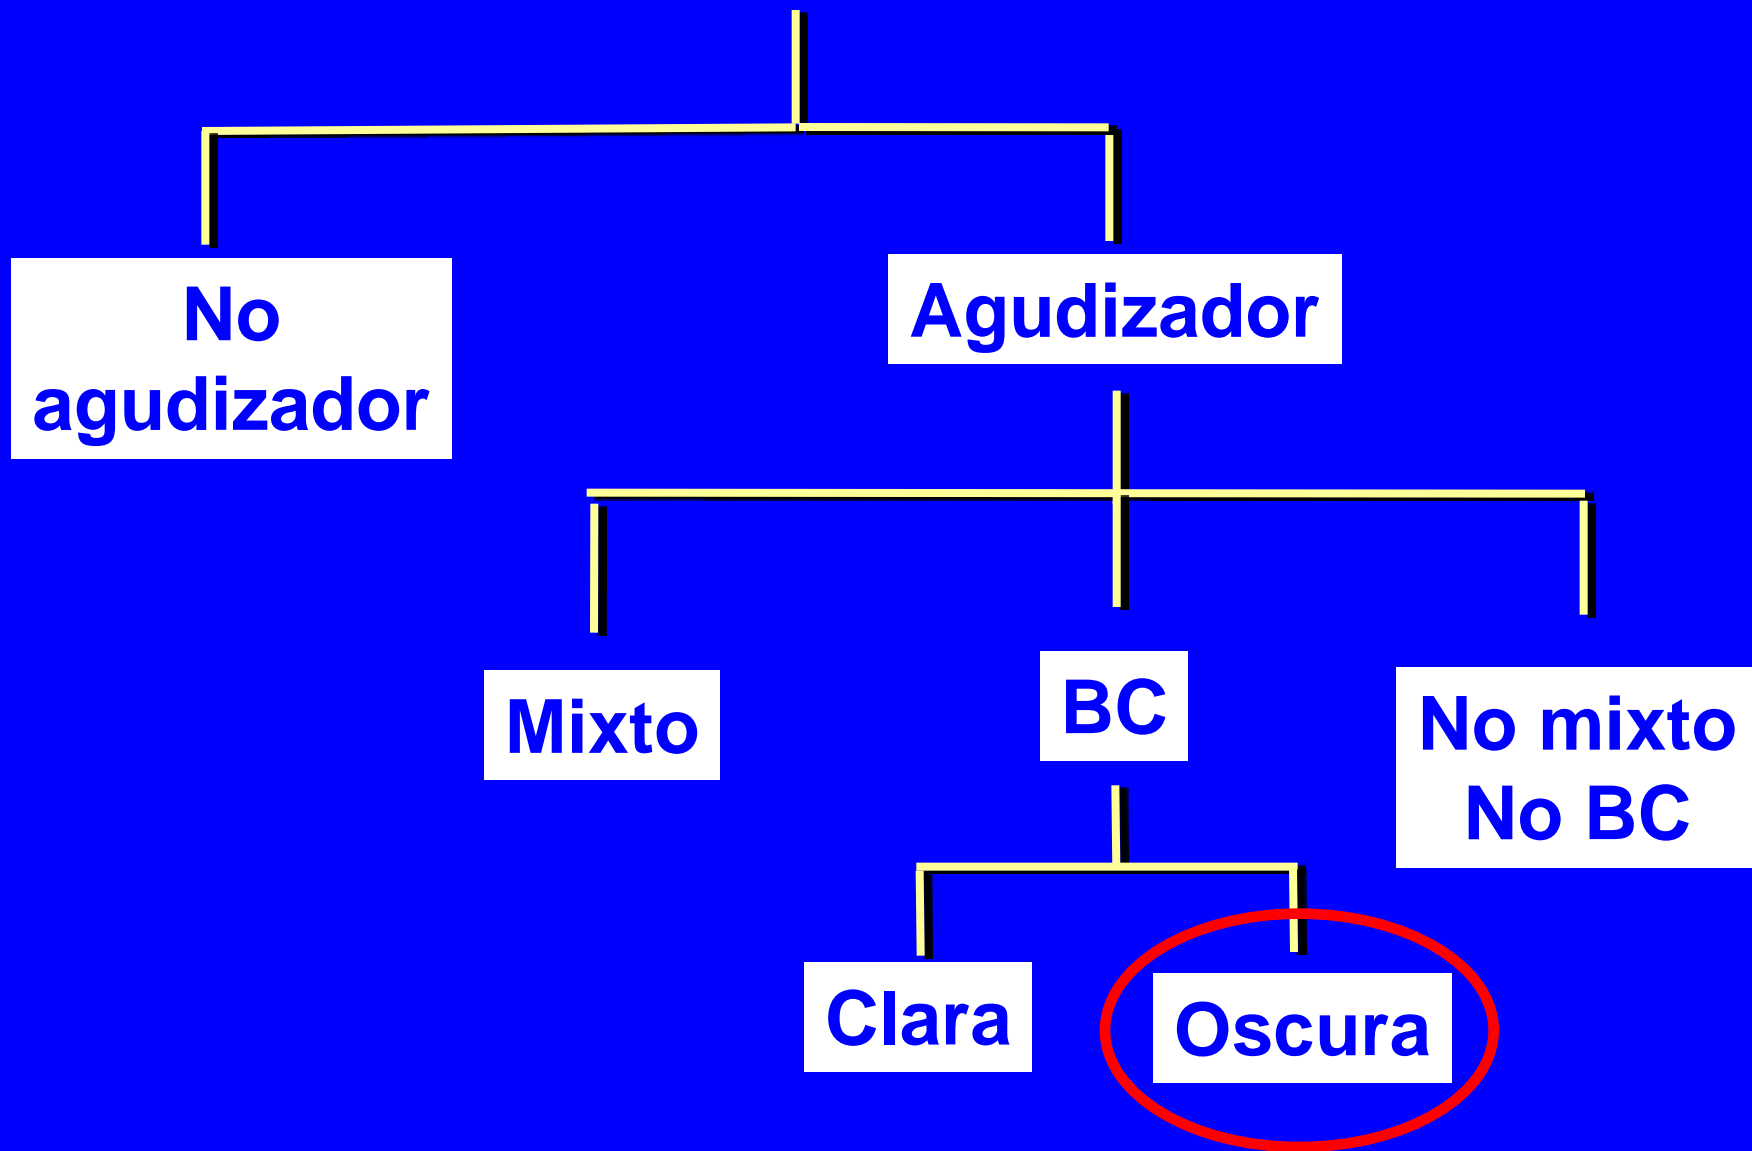 No
agudizador
Agudizador
Mixto
BC
No mixto
No BC
Clara
Oscura